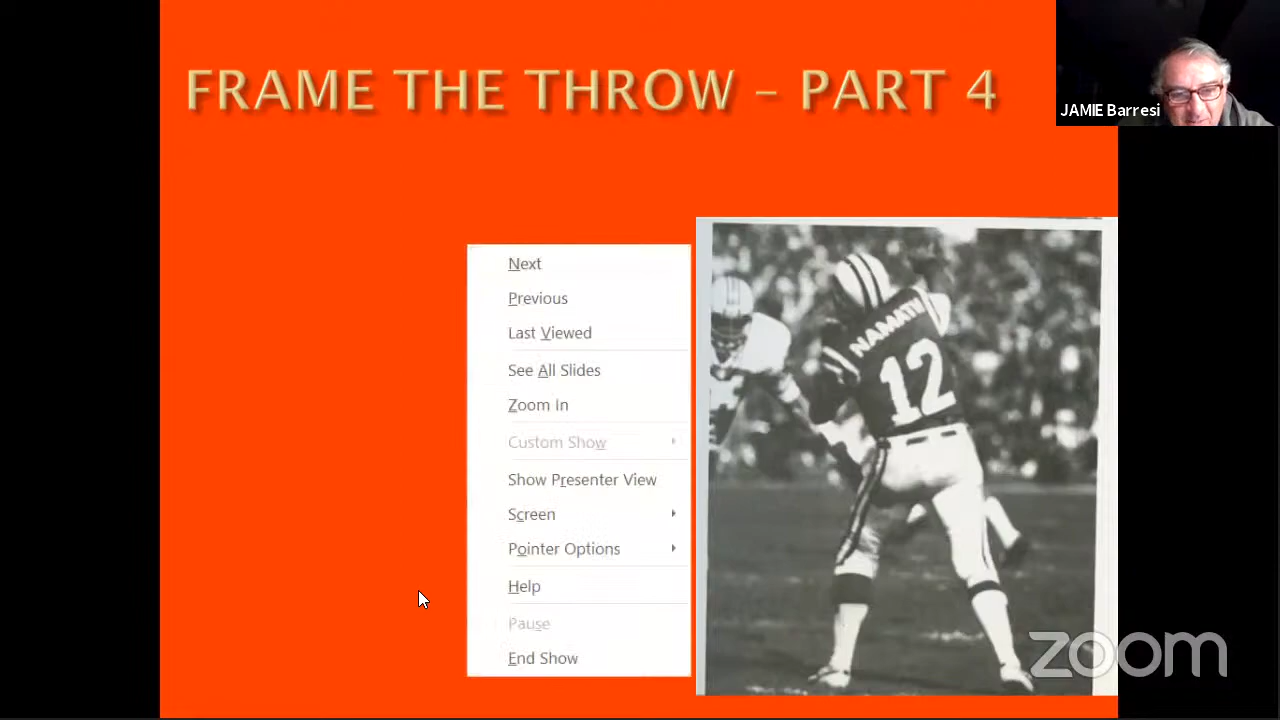 FRAME THE THROW – PART 4
JAMIE Barresi
Next
Previous
Last Viewed
See All Slides
Zoom In
Custom Show
Show Presenter View
Screen
Pointer Options
Help
Pause
End Show
NAMATH
12
zoom